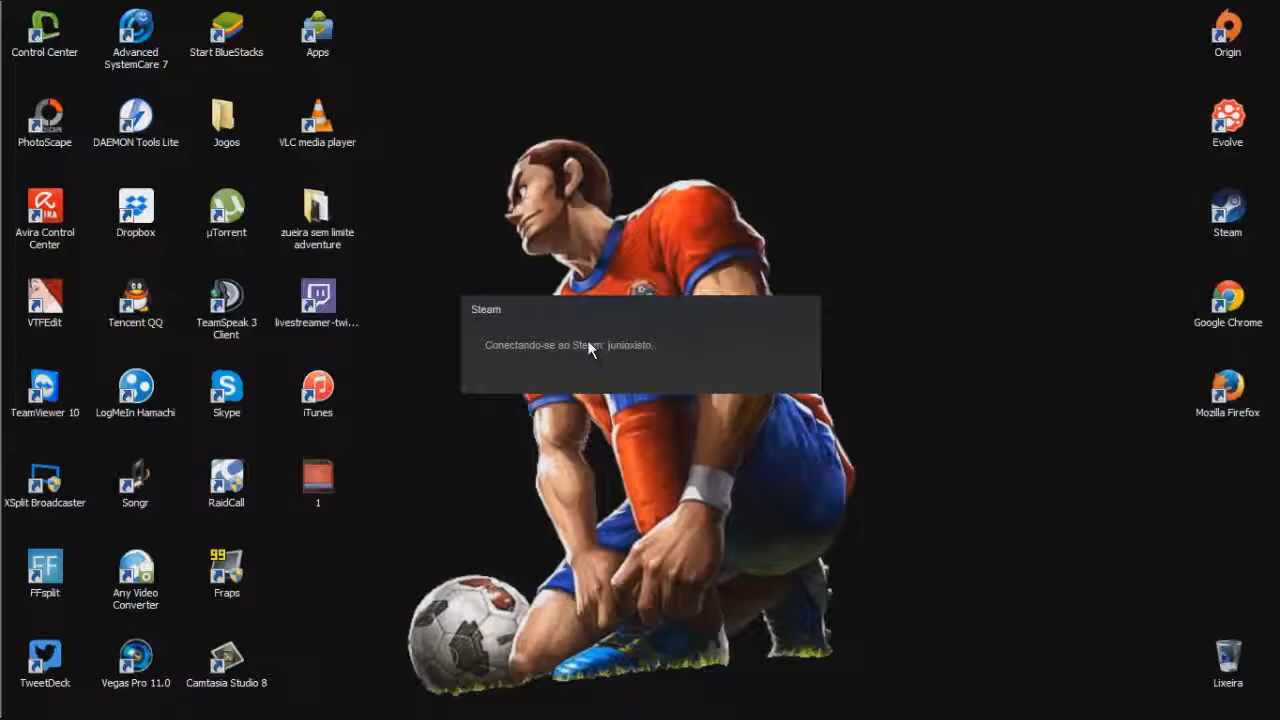 Control Center
Advanced
SystemCare 7
Start BlueStacks
Apps
Origin
PhotoScape
DAEMON Tools Lite
Jogos
VLC media player
Evolve
Avira Control
Center
Dropbox
µTorrent
zueira sem limite
adventure
Steam
VTFEdit
Tencent QQ
TeamSpeak 3
Client
livestreamer-twi...
Google Chrome
Steam
Conectando-se ao Steam: junioxisto..
TeamViewer 10
LogMeIn Hamachi
Skype
iTunes
Mozilla Firefox
XSplit Broadcaster
Songr
RaidCall
1
FF
FFsplit
Any Video
Converter
99
Fraps
TweetDeck
Vegas Pro 11.0
Camtasia Studio 8
Lixeira